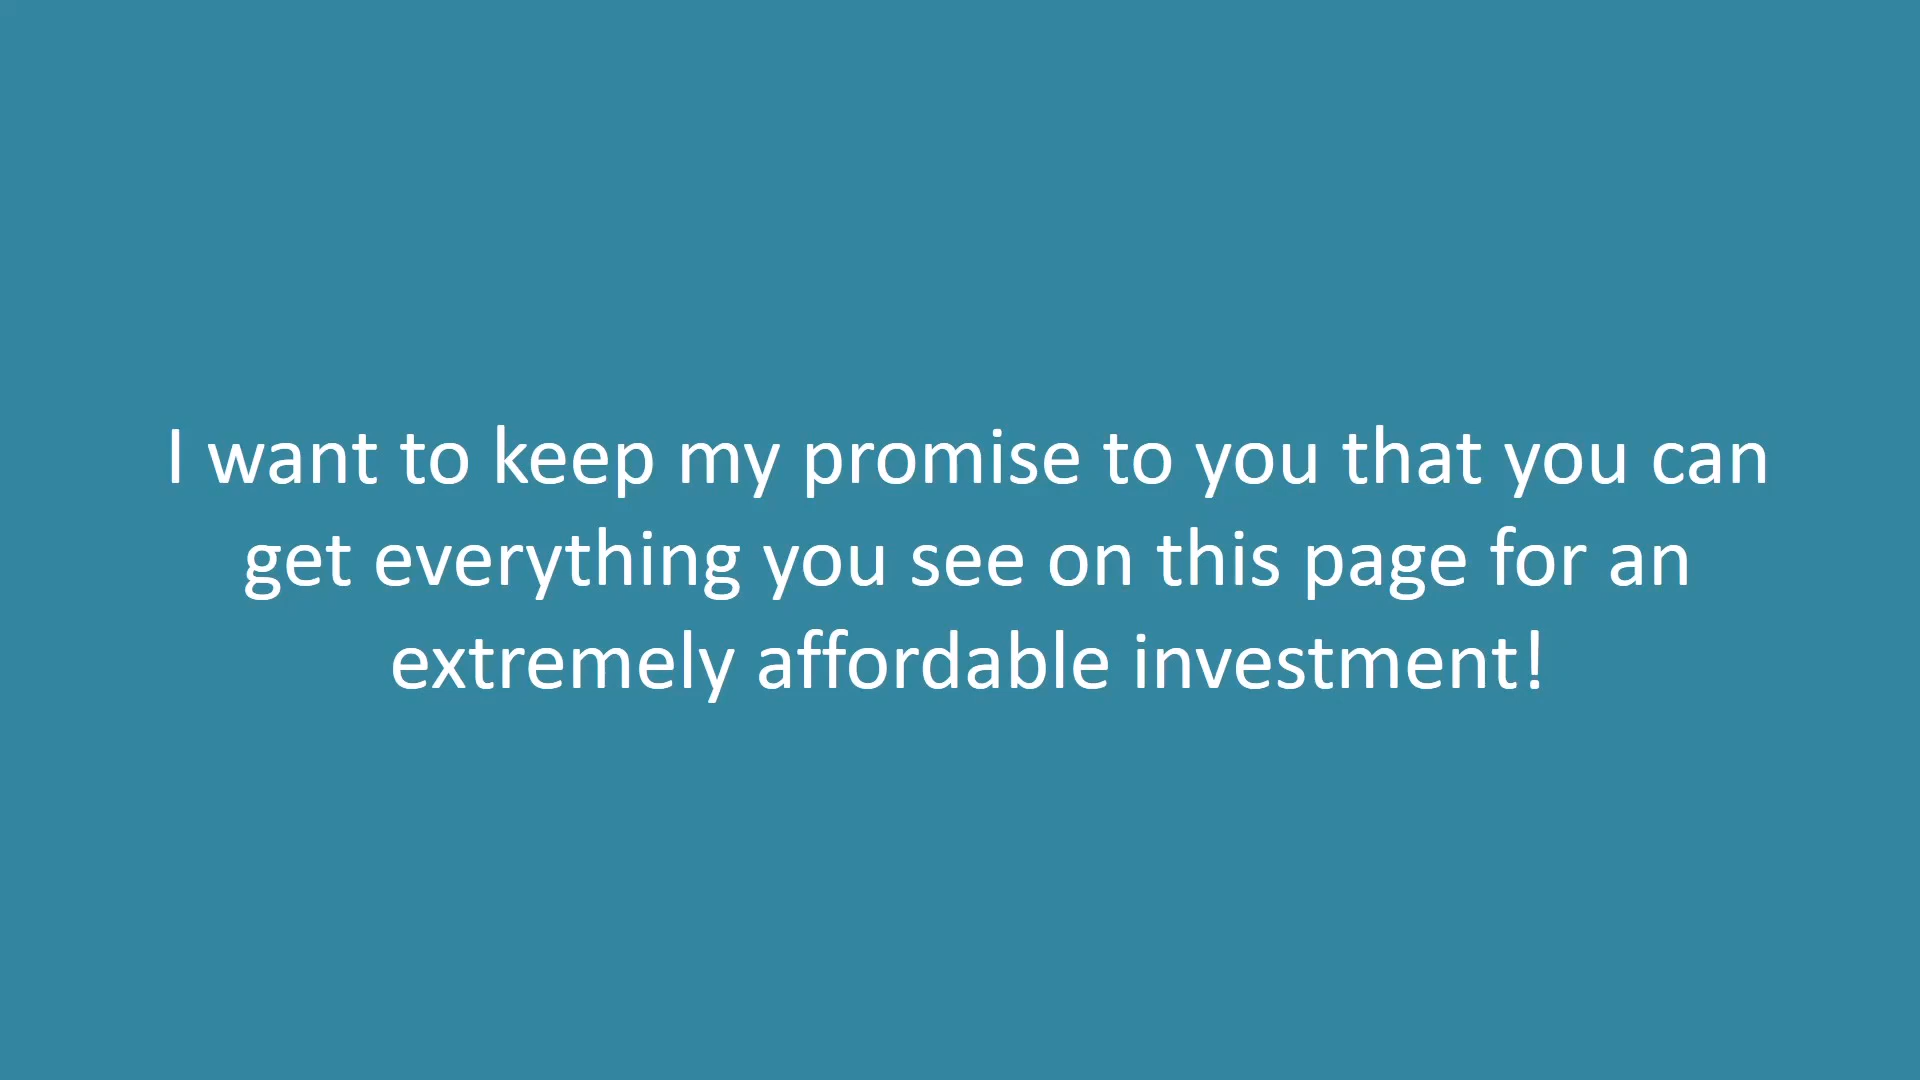 I want to keep my promise to you that you can
get everything you see on this page for an
extremely affordable investment!